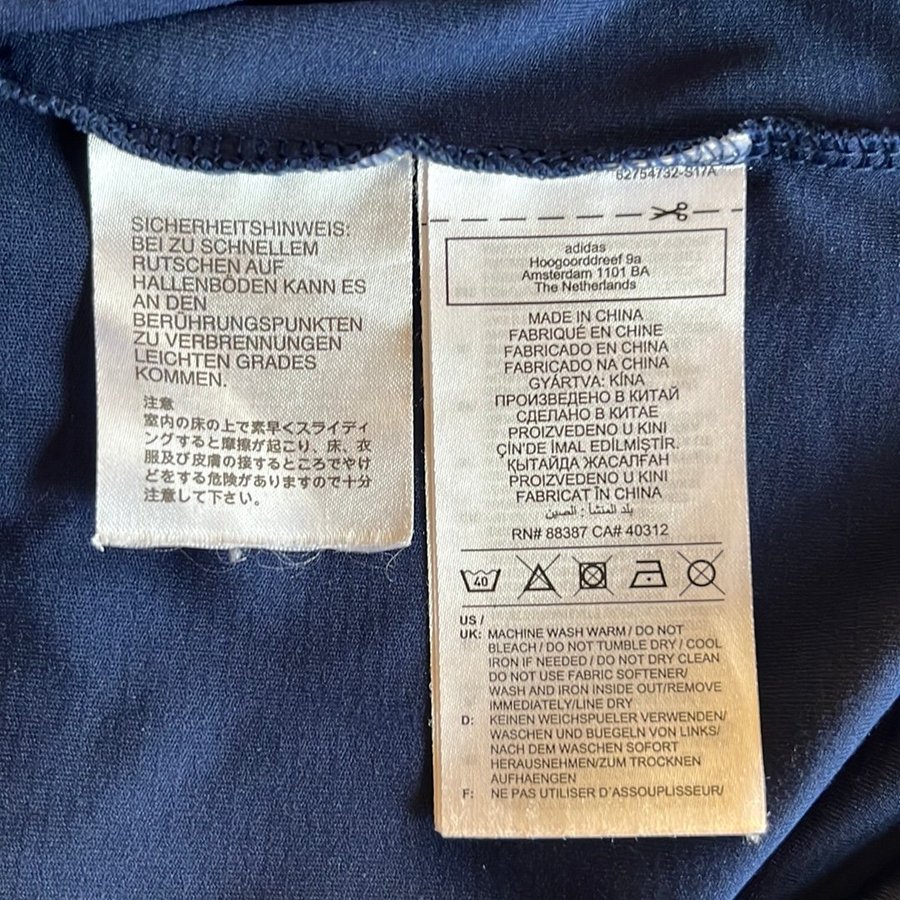 SICHERHEITSHINWEIS:
BEI ZU SCHNELLEM
RUTSCHEN AUF
HALLENBÖDEN KANN ES
AN DEN
BERÜHRUNGSPUNKTEN
ZU VERBRENNUNGEN
LEICHTEN GRADES
KOMMEN.
注意
室内の床の上で素早くスライディ
ングすると摩擦が起こり、床、衣
服及び皮膚の接するところでやけ
どをする危険がありますので十分
注意して下さい。
62754732-S17A
adidas
Hoogoorddreef 9a
Amsterdam 1101 BA
The Netherlands
MADE IN CHINA
FABRIQUÉ EN CHINE
FABRICADO EN CHINA
FABRICADO NA CHINA
GYÁRTVA: KÍNA
ПРОИЗВЕДЕНО В КИТАЙ
СДЕЛАНО В КИТАЕ
PROIZVEDENO U KINI
ÇIN'DE IMAL EDİLMİŞTİR.
ҚЫТАЙДА ЖАСАЛҒАН
PROIZVEDENO U KINI
FABRICAT ÎN CHINA
بلد المنشأ : الصين
RN# 88387 CA# 40312
40
US /
UK: MACHINE WASH WARM / DO NOT
BLEACH / DO NOT TUMBLE DRY / COOL
IRON IF NEEDED / DO NOT DRY CLEAN
DO NOT USE FABRIC SOFTENER/
WASH AND IRON INSIDE OUT/REMOVE
IMMEDIATELY/LINE DRY
D: KEINEN WEICHSPUELER VERWENDEN/
WASCHEN UND BUEGELN VON LINKS/
NACH DEM WASCHEN SOFORT
HERAUSNEHMEN/ZUM TROCKNEN
AUFHAENGEN
F: NE PAS UTILISER D'ASSOUPLISSEUR/